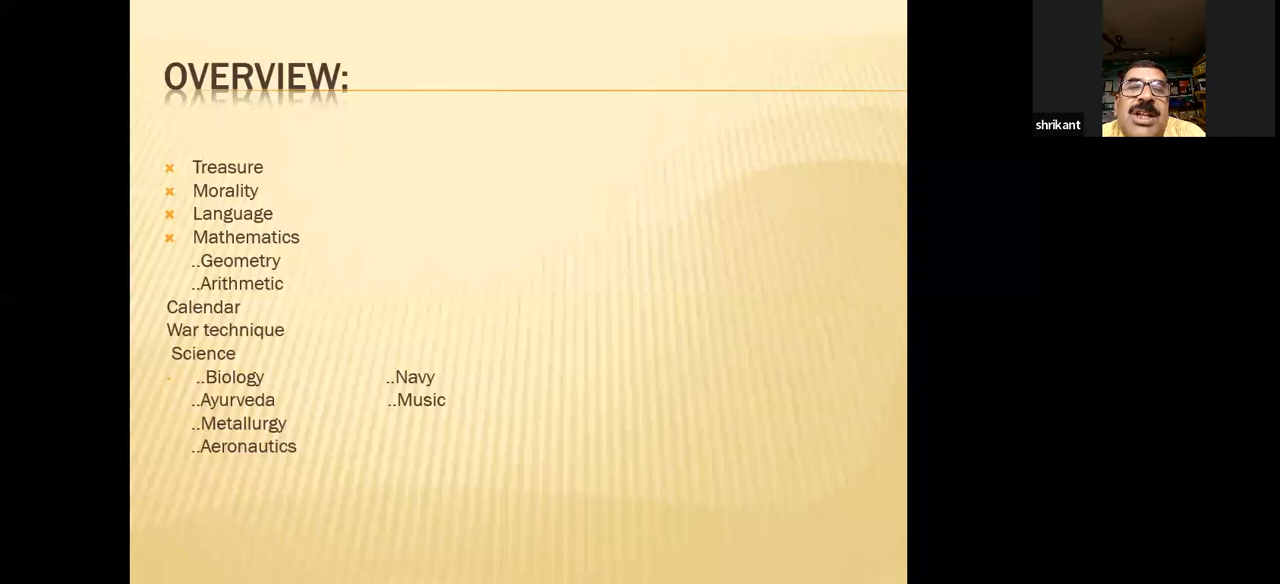 OVERVIEW:
Treasure
Morality
Language
Mathematics
..Geometry
..Arithmetic
Calendar
War technique
Science
..Biology ..Navy
..Ayurveda ..Music
..Metallurgy
..Aeronautics
shrikant